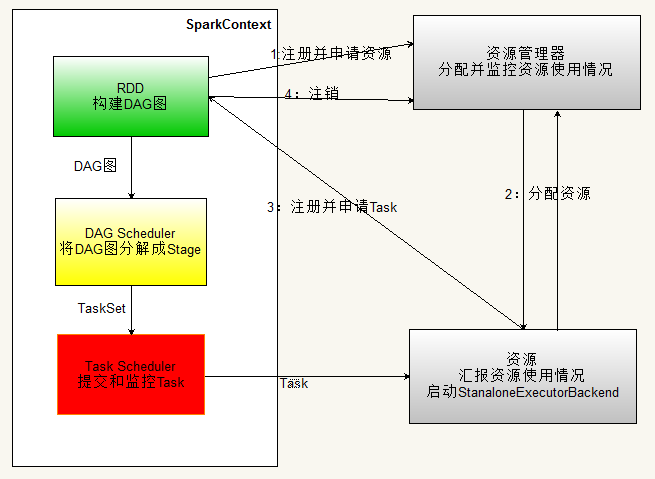 SparkContext
RDD
构建DAG图
DAG图
DAG Scheduler
将DAG图分解成Stage
TaskSet
Task Scheduler
提交和监控Task
1:注册并申请资源
4：注销
3：注册并申请Task
2：分配资源
Task
资源管理器
分配并监控资源使用情况
资源
汇报资源使用情况
启动StanaloneExecutorBackend